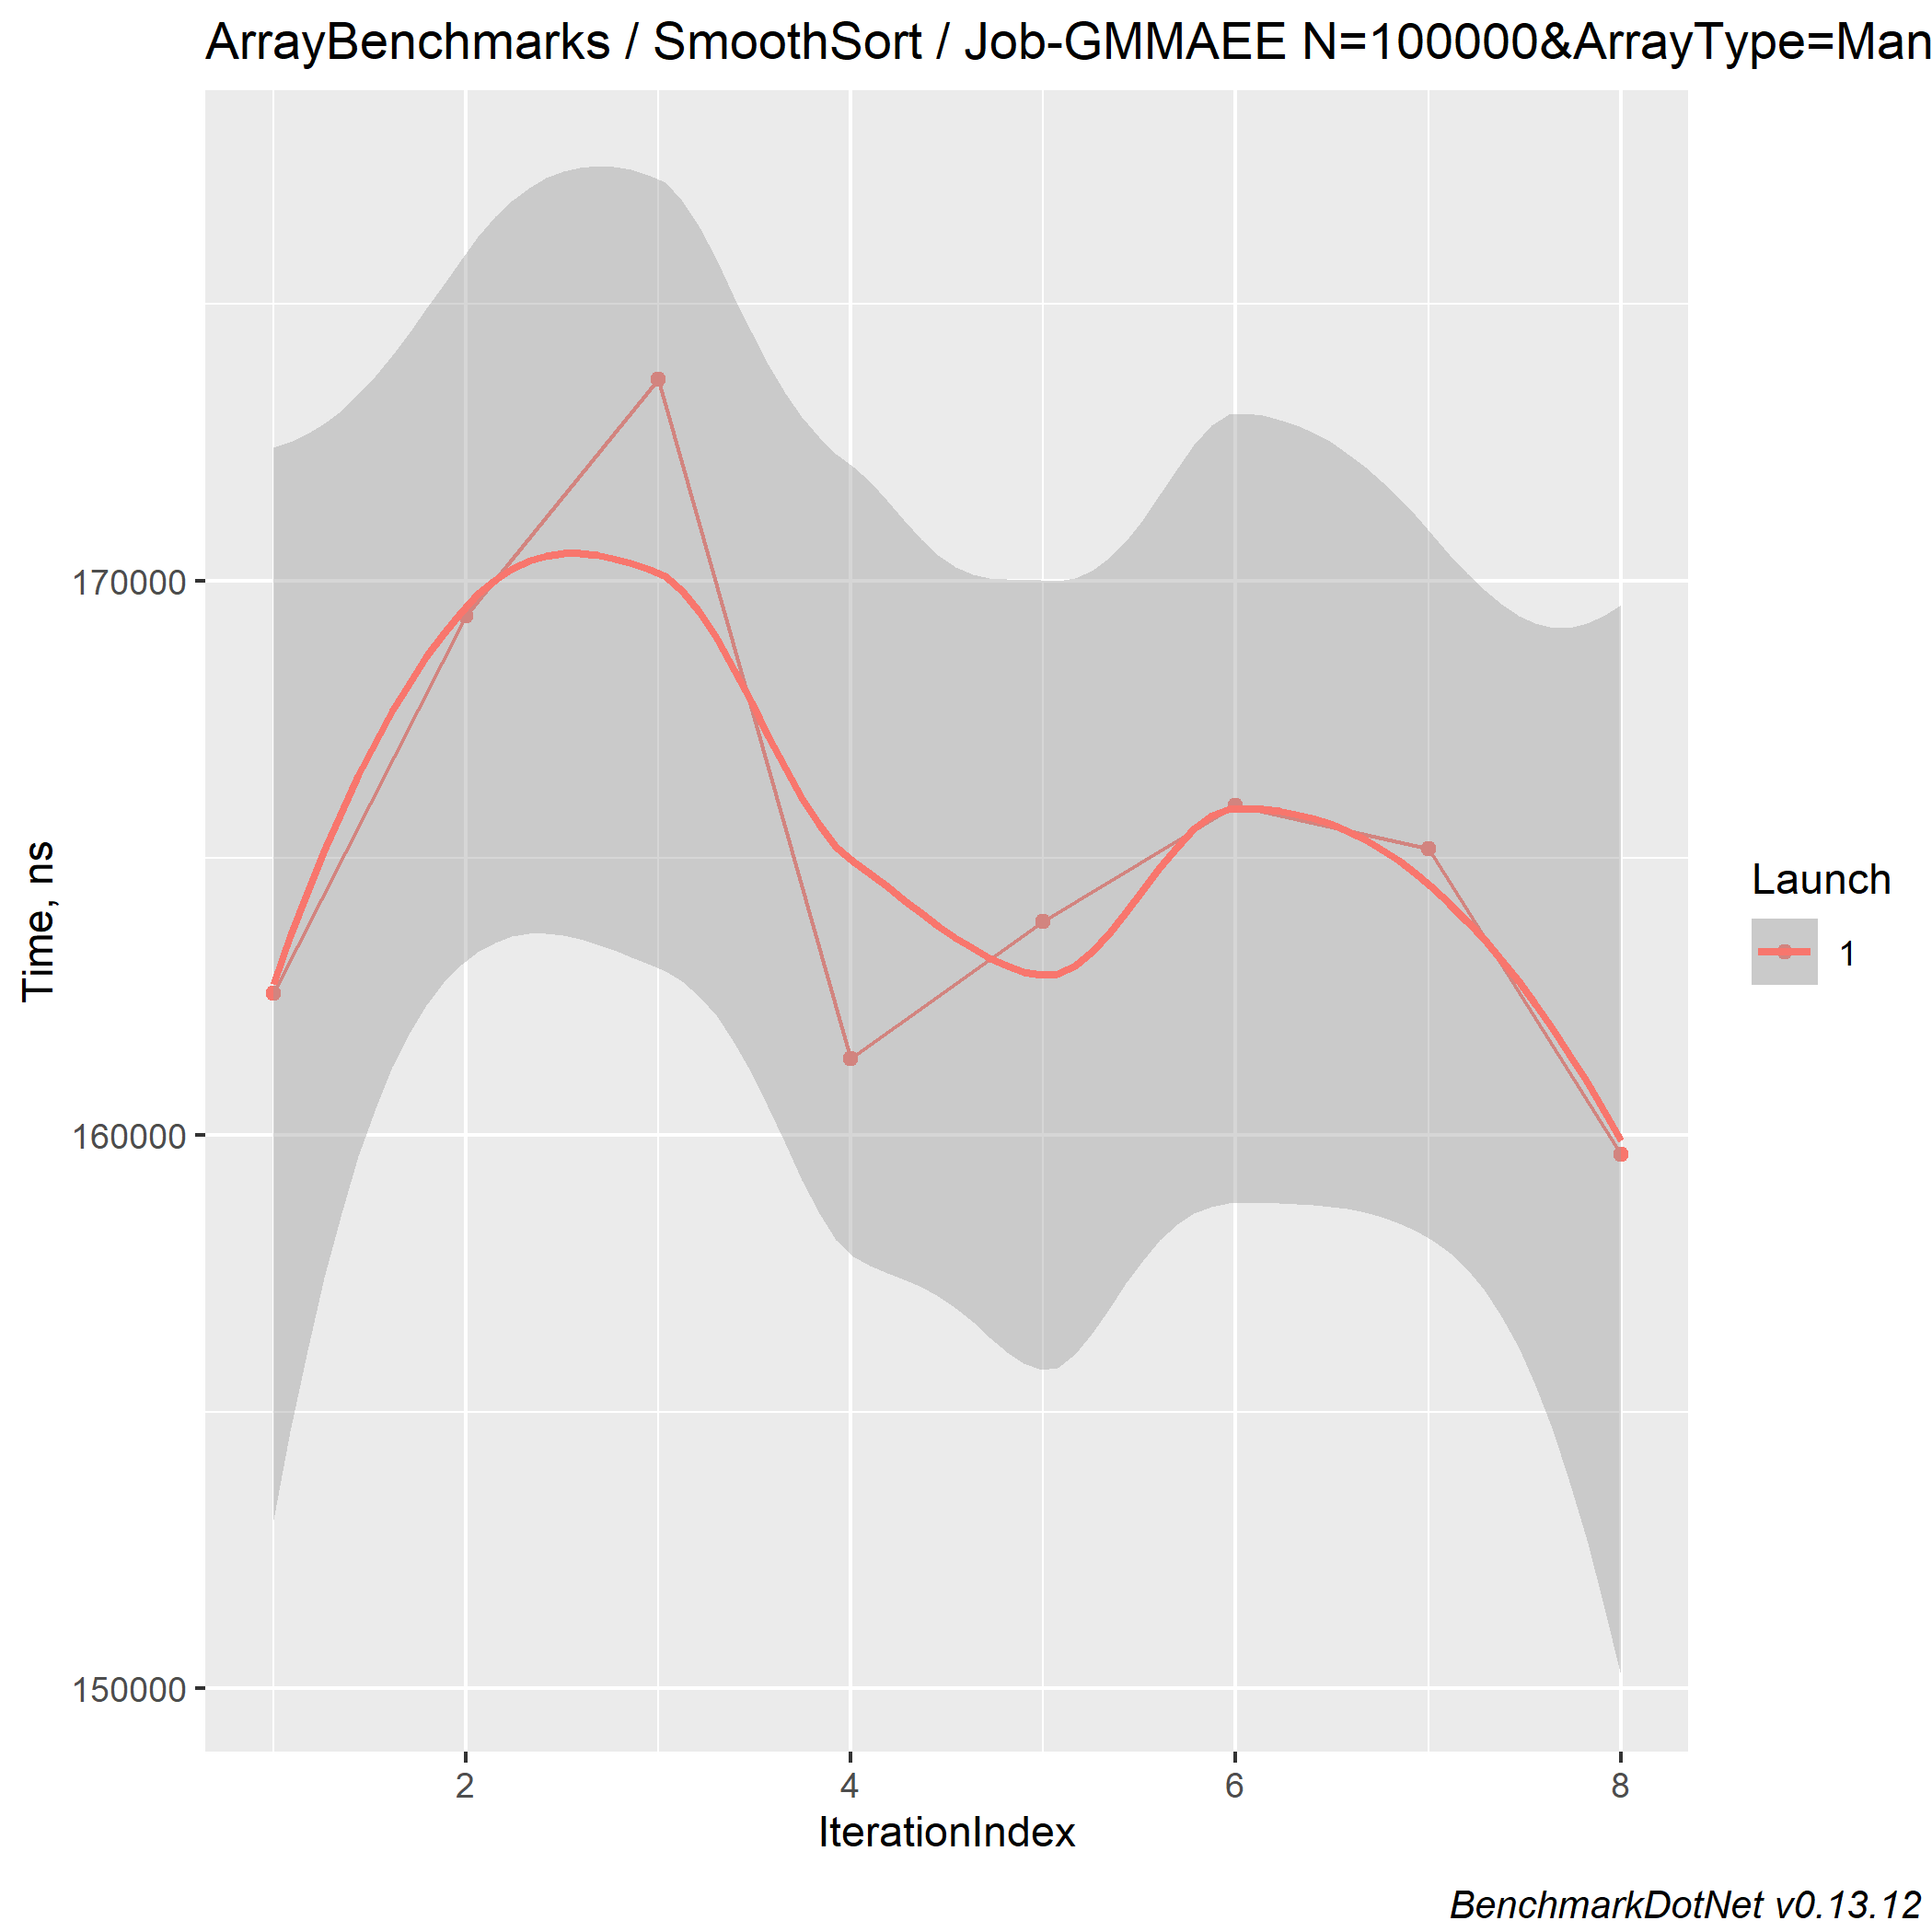 ArrayBenchmarks / SmoothSort / Job-GMMAEE N=100000&ArrayType=Man
Time, ns
170000
160000
150000
2 4 6 8
IterationIndex
Launch
1
BenchmarkDotNet v0.13.12